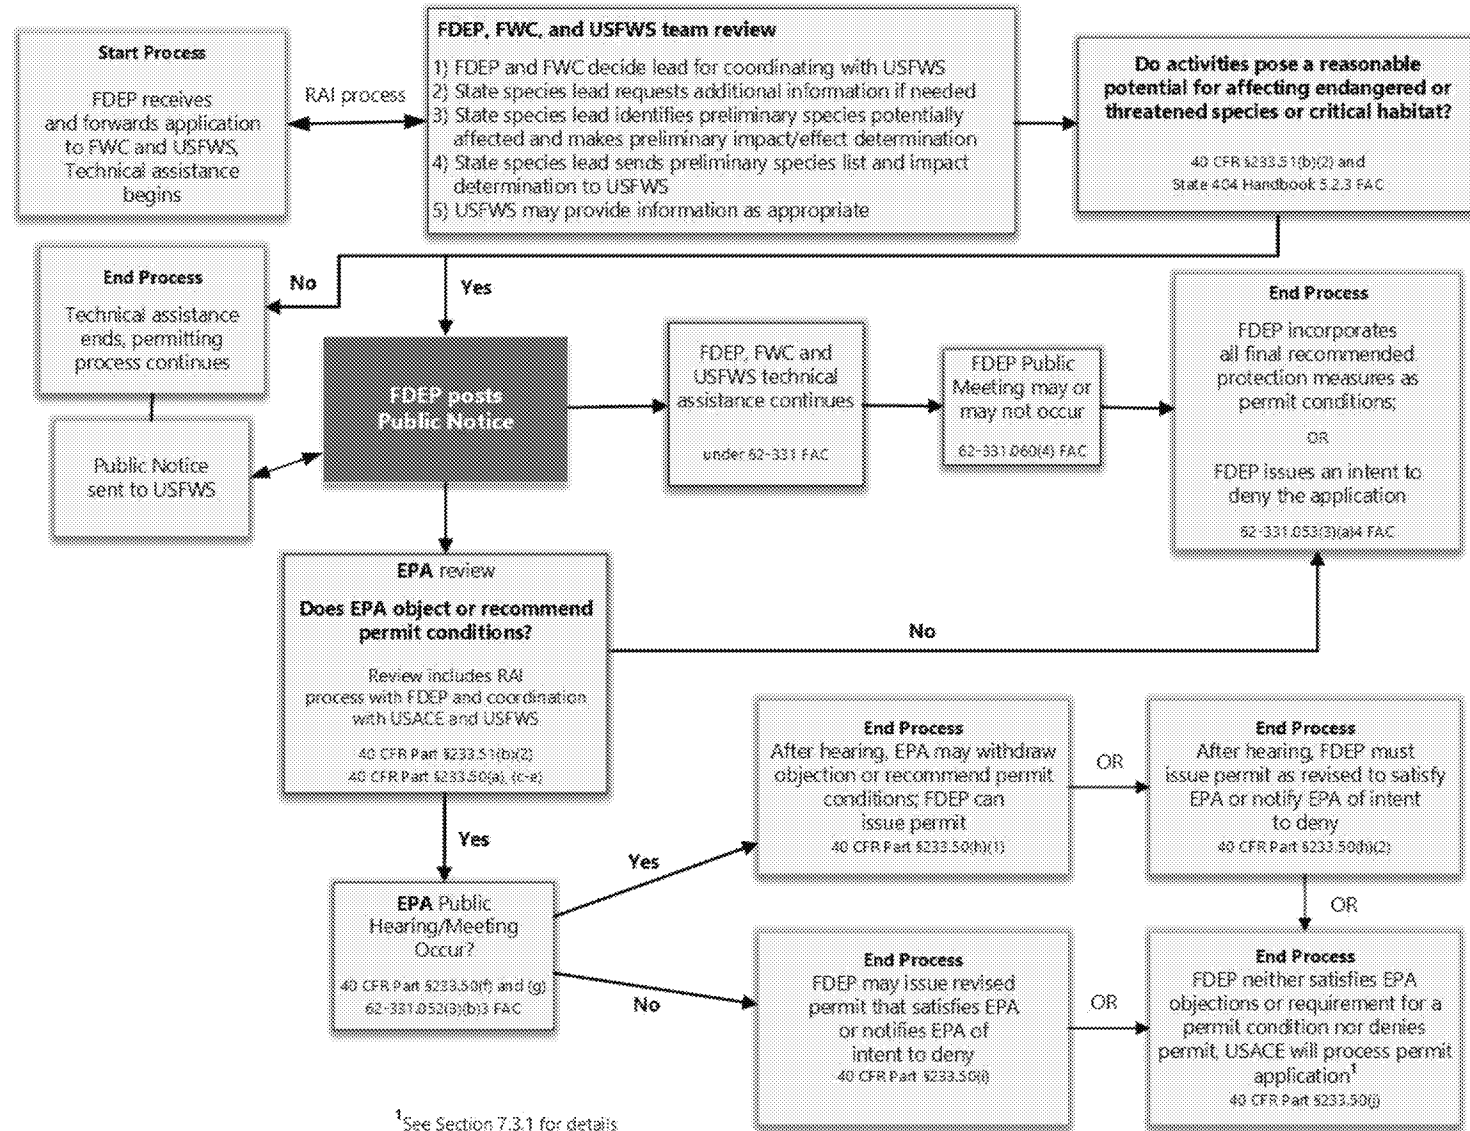 Start Process
FDEP receives
and forwards application
to FWC and USFWS,
Technical assistance
begins
RAI process
FDEP, FWC, and USFWS team review
1) FDEP and FWC decide lead for coordinating with USFWS
2) State species lead requests additional information if needed
3) State species lead identifies preliminary species potentially
affected and makes preliminary impact/effect determination
4) State species lead sends preliminary species list and impact
determination to USFWS
5) USFWS may provide information as appropriate
Do activities pose a reasonable
potential for affecting endangered or
threatened species or critical habitat?
40 CFR §233.51(b)(2) and
State 404 Handbook 5.2.3 FAC
No
Yes
End Process
Technical assistance
ends, permitting
process continues
Public Notice
sent to USFWS
FDEP posts
Public Notice
FDEP, FWC and
USFWS technical
assistance continues
under 62-331 FAC
FDEP Public
Meeting may or
may not occur
62-331.060(4) FAC
End Process
FDEP incorporates
all final recommended
protection measures as
permit conditions;
OR
FDEP issues an intent to
deny the application
62-331.053(3)(a)4 FAC
EPA review
Does EPA object or recommend
permit conditions?
Review includes RAI
process with FDEP and coordination
with USACE and USFWS
40 CFR Part §233.51(b)(2)
40 CFR Part §233.50(a), (c-e)
No
Yes
EPA Public
Hearing/Meeting
Occur?
40 CFR Part §233.50(f) and (g)
62-331.052(3)(b)3 FAC
Yes
No
End Process
After hearing, EPA may withdraw
objection or recommend permit
conditions; FDEP can
issue permit
40 CFR Part §233.50(h)(1)
OR
End Process
After hearing, FDEP must
issue permit as revised to satisfy
EPA or notify EPA of intent
to deny
40 CFR Part §233.50(h)(2)
OR
End Process
FDEP may issue revised
permit that satisfies EPA
or notifies EPA of
intent to deny
40 CFR Part §233.50(i)
OR
End Process
FDEP neither satisfies EPA
objections or requirement for a
permit condition nor denies
permit, USACE will process permit
application1
40 CFR Part §233.50(j)
1See Section 7.3.1 for details